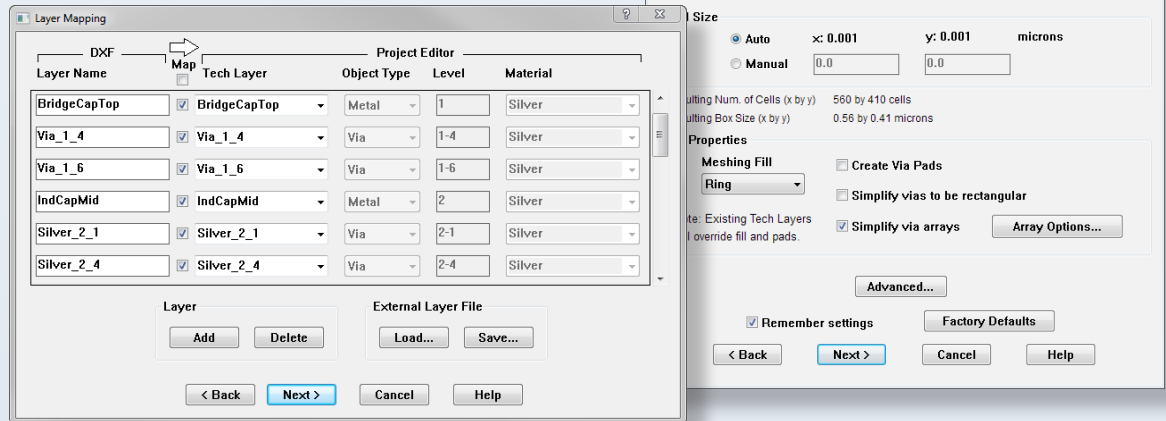 Layer Mapping
DXF
Project Editor
Layer Name
Map
Tech Layer
Object Type
Level
Material
BridgeCapTop
BridgeCapTop
Metal
1
Silver
Via_1_4
Via_1_4
Via
1-4
Silver
Via_1_6
Via_1_6
Via
1-6
Silver
IndCapMid
IndCapMid
Metal
2
Silver
Silver_2_1
Silver_2_1
Via
2-1
Silver
Silver_2_4
Silver_2_4
Via
2-4
Silver
Layer
Add
Delete
External Layer File
Load...
Save...
< Back
Next >
Cancel
Help
Size
Auto
x: 0.001
y: 0.001
microns
Manual
0.0
0.0
ulting Num. of Cells (x by y)
560 by 410 cells
ulting Box Size (x by y)
0.56 by 0.41 microns
Properties
Meshing Fill
Ring
Create Via Pads
Simplify vias to be rectangular
te: Existing Tech Layers
l override fill and pads.
Simplify via arrays
Array Options...
Advanced...
Remember settings
Factory Defaults
< Back
Next >
Cancel
Help